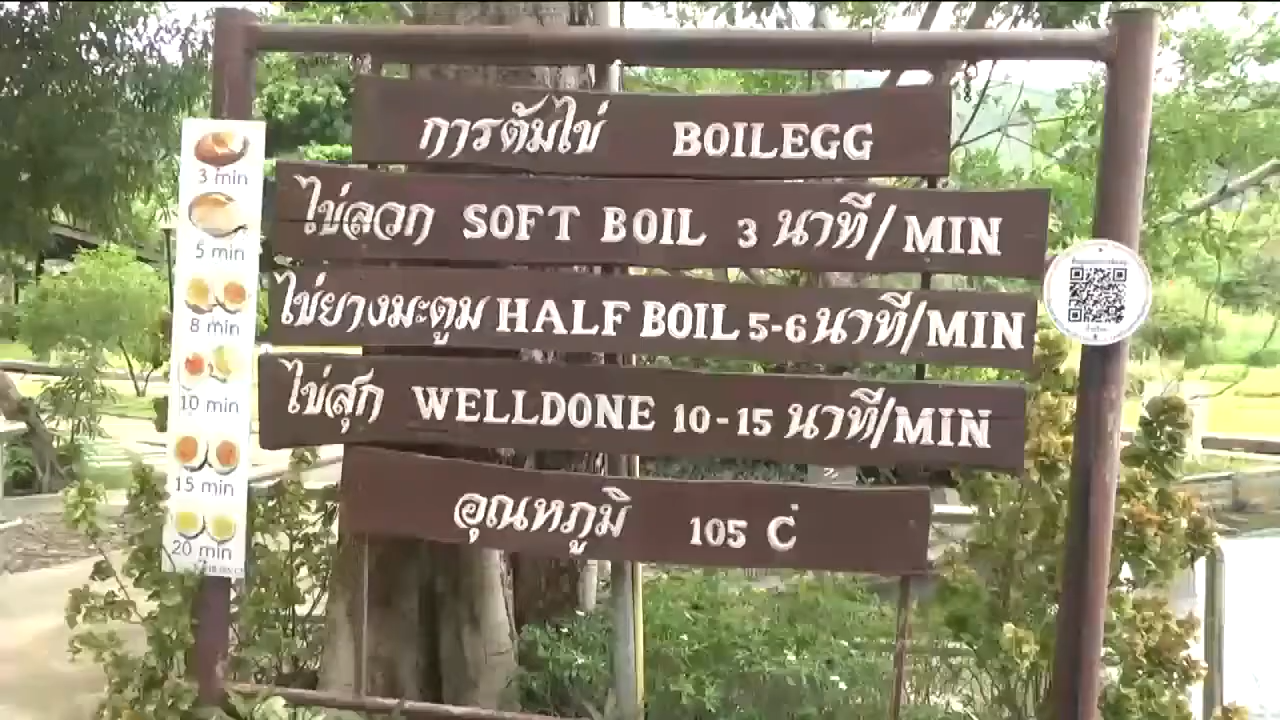 การต้มไข่ BOILEGG
ไข่ลวก SOFT BOIL 3 นาที/MIN
ไข่ยางมะตูม HALF BOIL 5-6 นาที/MIN
ไข่สุก WELLDONE 10-15 นาที/MIN
อุณหภูมิ 105 C
3 min
5 min
8 min
10 min
15 min
20 min